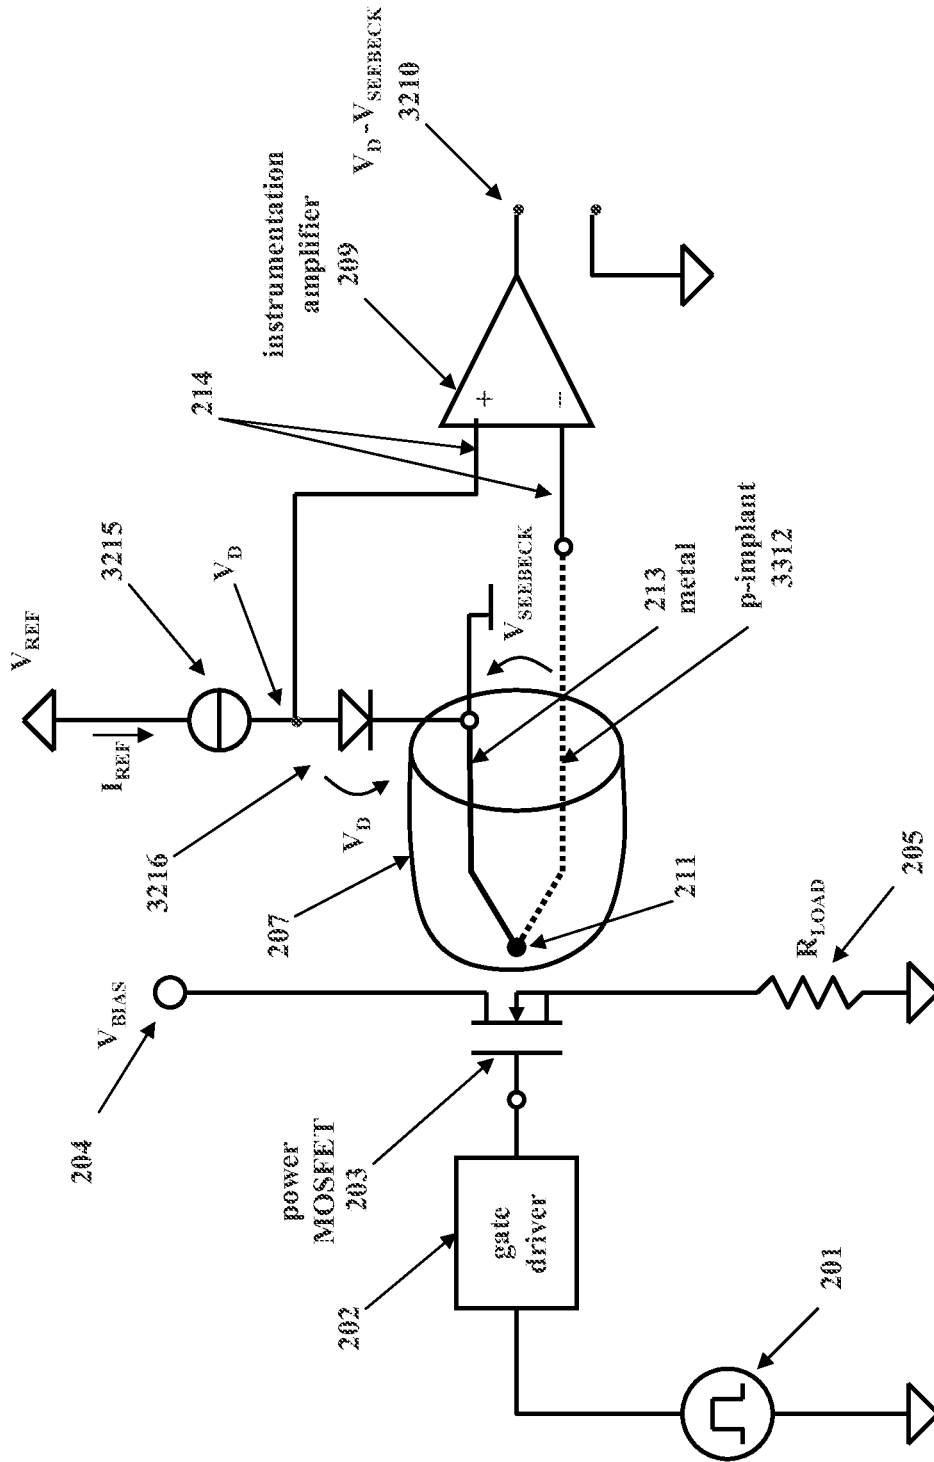 V_REF
I_REF
3215
V_D
3216
V_D
207
214
instrumentation
amplifier
209
+
−
V_D - V_SEEBECK
3210
V_SEEBECK
213
metal
p-implant
3312
211
V_BIAS
204
power
MOSFET
203
gate
driver
202
201
R_LOAD
205